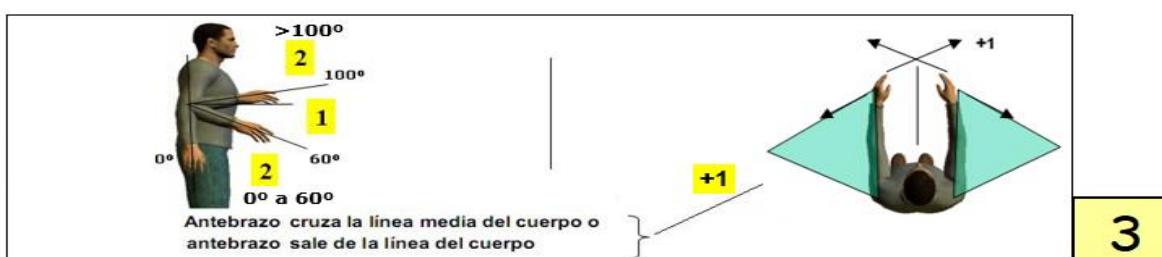 >100º
2
100º
1
0º
60º
2
0º a 60º
Antebrazo cruza la línea media del cuerpo o
antebrazo sale de la línea del cuerpo
+1
+1
3